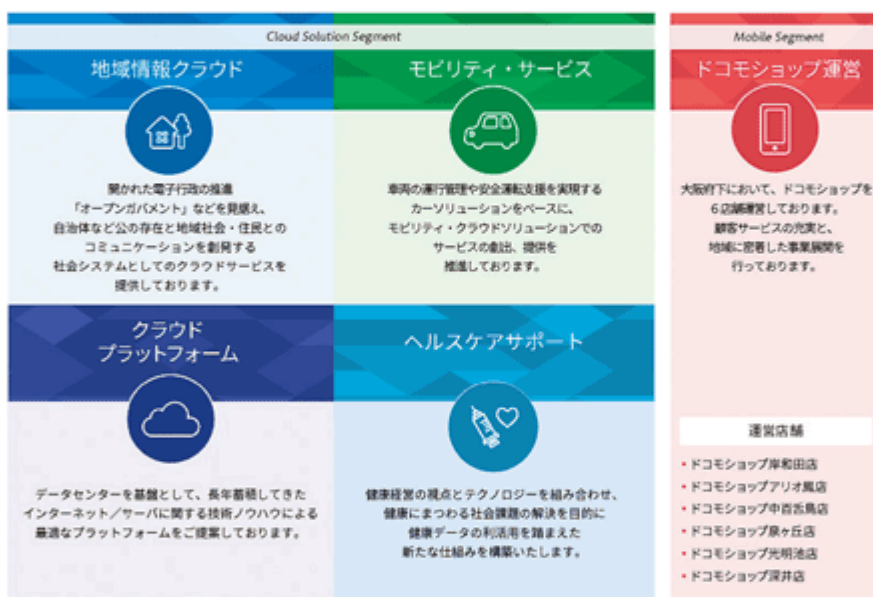 Cloud Solution Segment
地域情報クラウド
開かれた電子行政の推進
「オープンガバメント」などを見据え、
自治体など公の存在と地域社会・住民との
コミュニケーションを創発する
社会システムとしてのクラウドサービスを
提供しております。
モビリティ・サービス
車両の運行管理や安全運転支援を実現する
カーソリューションをベースに、
モビリティ・クラウドソリューションでの
サービスの創出、提供を
推進しております。
クラウド
プラットフォーム
データセンターを基盤として、長年蓄積してきた
インターネット／サーバに関する技術ノウハウによる
最適なプラットフォームをご提案しております。
ヘルスケアサポート
健康経営の視点とテクノロジーを組み合わせ、
健康にまつわる社会課題の解決を目的に
健康データの利活用を踏まえた
新たな仕組みを構築いたします。
Mobile Segment
ドコモショップ運営
大阪府下において、ドコモショップを
6店舗運営しております。
顧客サービスの充実と、
地域に密着した事業展開を
行っております。
運営店舗
・ドコモショップ岸和田店
・ドコモショップアリオ鳳店
・ドコモショップ中百舌鳥店
・ドコモショップ泉ヶ丘店
・ドコモショップ光明池店
・ドコモショップ深井店